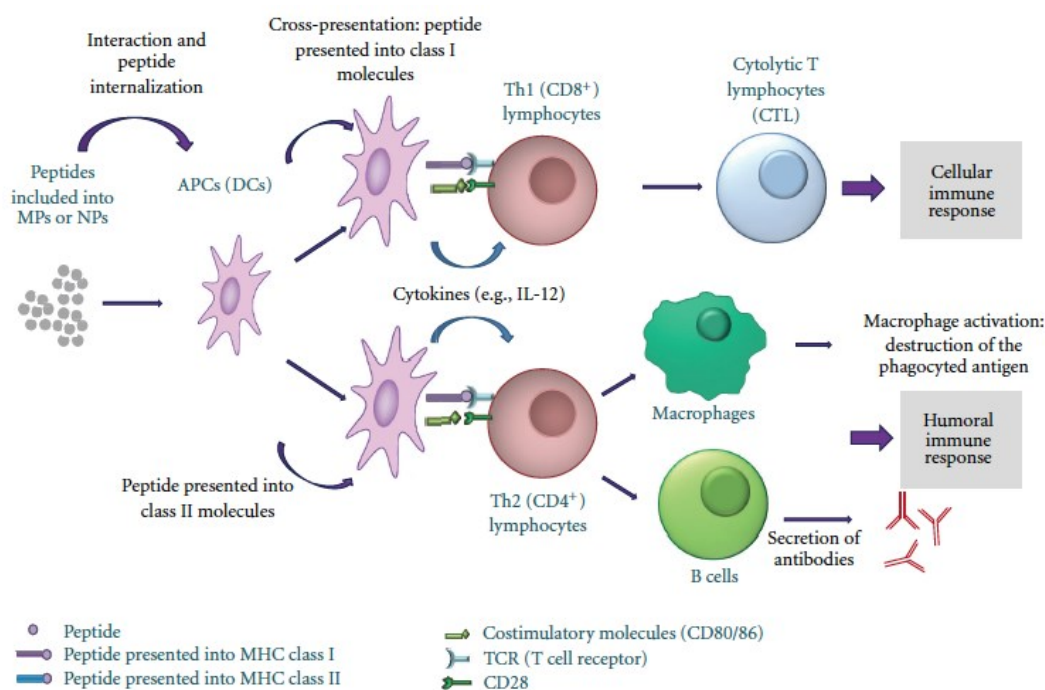 Interaction and
peptide
internalization
Cross-presentation: peptide
presented into class I
molecules
Th1 (CD8+)
lymphocytes
Cytolytic T
lymphocytes
(CTL)
Peptides
included into
MPs or NPs
APCs (DCs)
Cellular
immune
response
Cytokines (e.g., IL-12)
Macrophages
Macrophage activation:
destruction of the
phagocyted antigen
Peptide presented into
class II molecules
Th2 (CD4+)
lymphocytes
Humoral
immune
response
B cells
Secretion of
antibodies
Peptide
Peptide presented into MHC class I
Peptide presented into MHC class II
Costimulatory molecules (CD80/86)
TCR (T cell receptor)
CD28